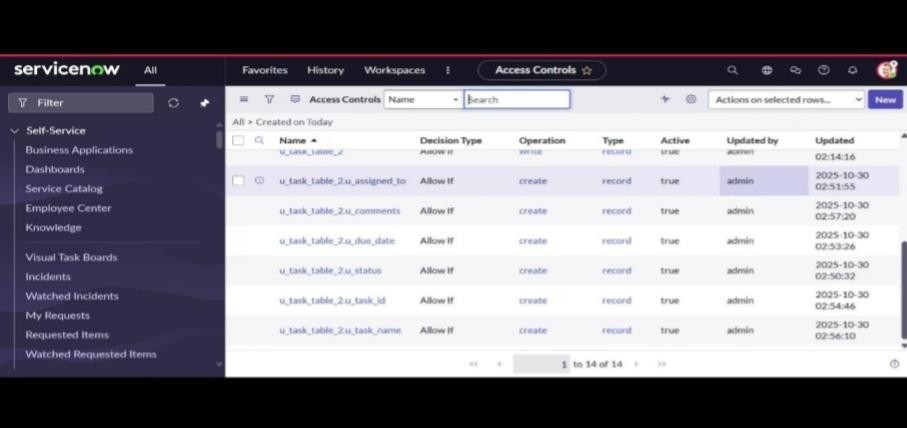 servicenow All Favorites History Workspaces Access Controls
Filter
Access Controls Name Search Actions on selected rows... New
All > Created on Today
Self-Service
Business Applications
Dashboards
Service Catalog
Employee Center
Knowledge
Visual Task Boards
Incidents
Watched Incidents
My Requests
Requested Items
Watched Requested Items
Name Decision Type Operation Type Active Updated by Updated
u_task_table_2 Allow If write record true admin 02:14:16
u_task_table_2.u_assigned_to Allow If create record true admin 2025-10-30 02:51:55
u_task_table_2.u_comments Allow If create record true admin 2025-10-30 02:57:20
u_task_table_2.u_due_date Allow If create record true admin 2025-10-30 02:53:26
u_task_table_2.u_status Allow If create record true admin 2025-10-30 02:50:32
u_task_table_2.u_task_id Allow If create record true admin 2025-10-30 02:54:46
u_task_table_2.u_task_name Allow If create record true admin 2025-10-30 02:56:10
1 to 14 of 14